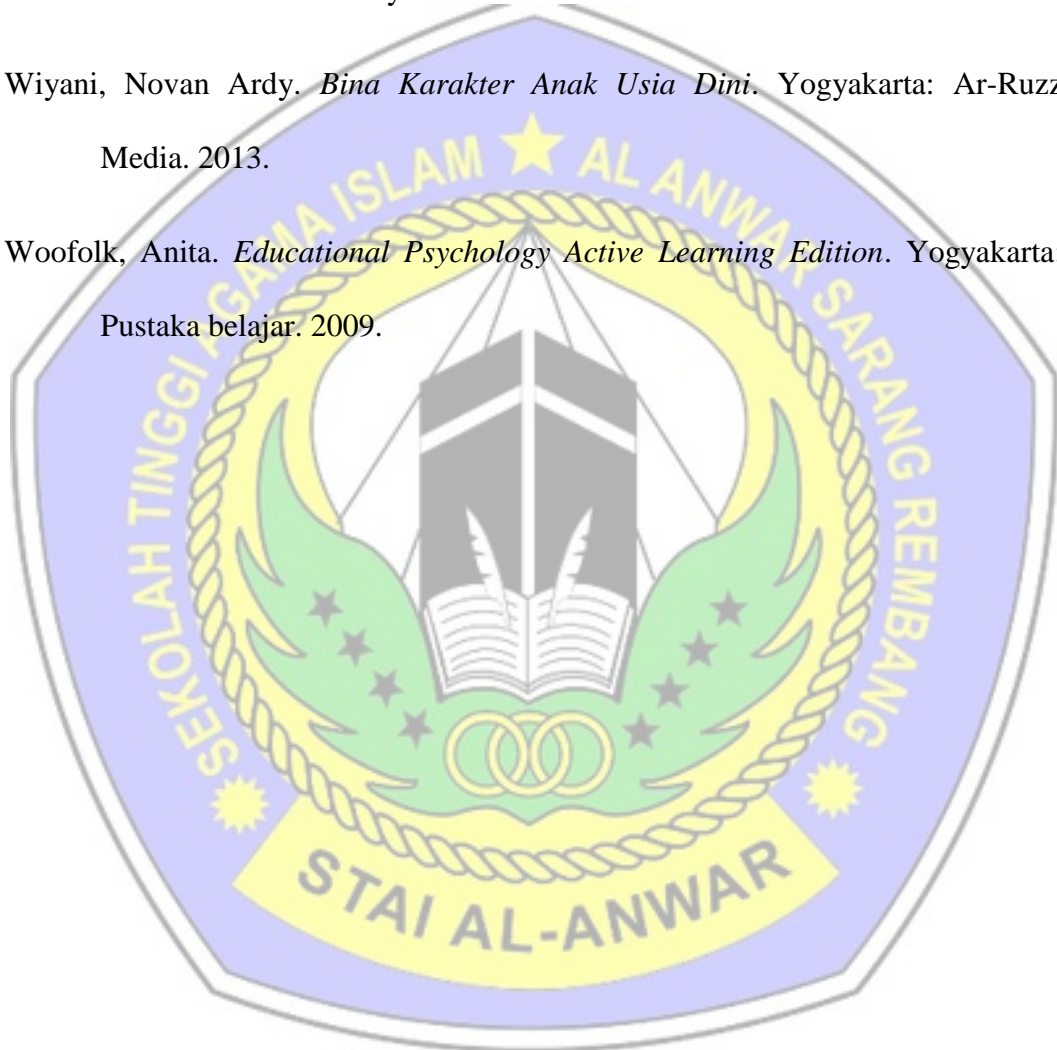 Wiyani, Novan Ardy. Bina Karakter Anak Usia Dini. Yogyakarta: Ar-Ruzz
Media. 2013.
Woofolk, Anita. Educational Psychology Active Learning Edition. Yogyakarta:
Pustaka belajar. 2009.
SEKOLAH TINGGI AGAMA ISLAM AL ANWAR SARANG REMBANG
STAI AL-ANWAR